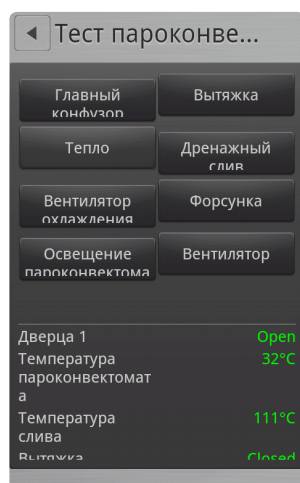 Тест пароконве...
Главный
конфузор
Вытяжка
Тепло
Дренажный
слив
Вентилятор
охлаждения
Форсунка
Освещение
пароконвектома
Вентилятор
Дверца 1 Open
Температура 32°C
пароконвектомат
а
Температура 111°C
слива
Вытяжка Closed